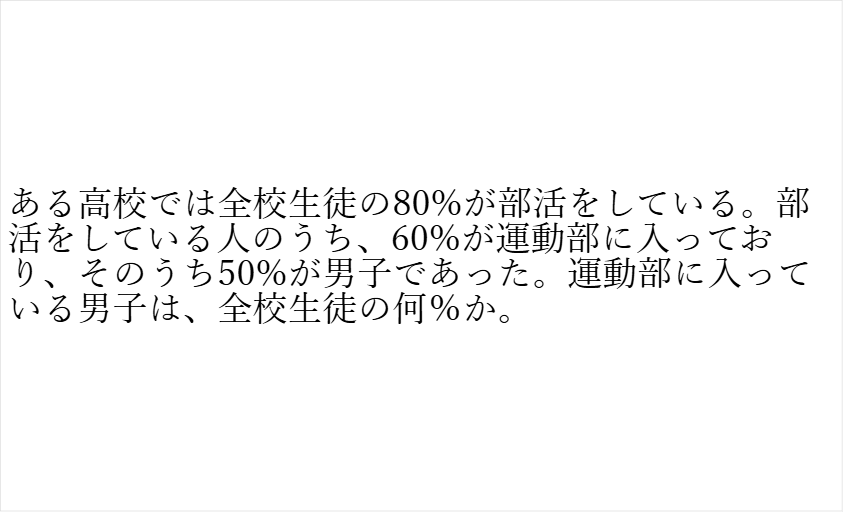 ある高校では全校生徒の80%が部活をしている。部
活をしている人のうち、60%が運動部に入ってお
り、そのうち50%が男子であった。運動部に入って
いる男子は、全校生徒の何％か。